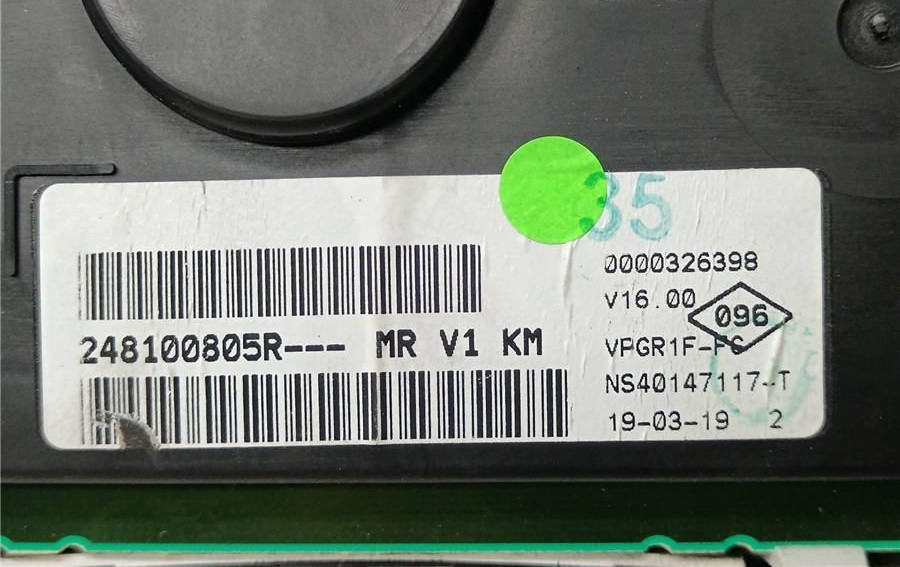 35
0000326398
V16.00
096
248100805R--- MR V1 KM
VPGR1F-FC
NS40147117-T
19-03-19 2